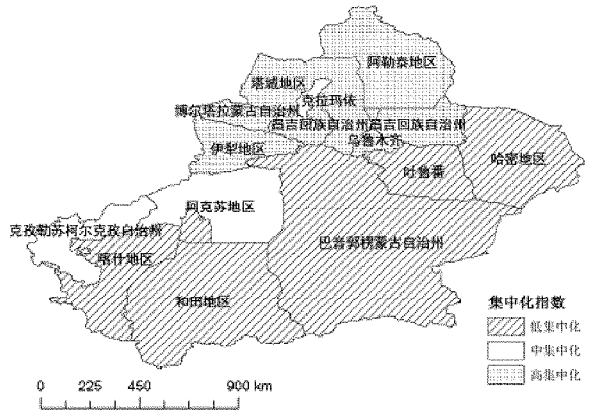 阿勒泰地区
塔城地区
克拉玛依
博尔塔拉蒙古自治州
昌吉回族自治州
昌吉回族自治州
乌鲁木齐
伊犁地区
哈密地区
吐鲁番
阿克苏地区
克孜勒苏柯尔克孜自治州
巴音郭楞蒙古自治州
喀什地区
和田地区
集中化指数
低集中化
中集中化
高集中化
0 225 450 900 km